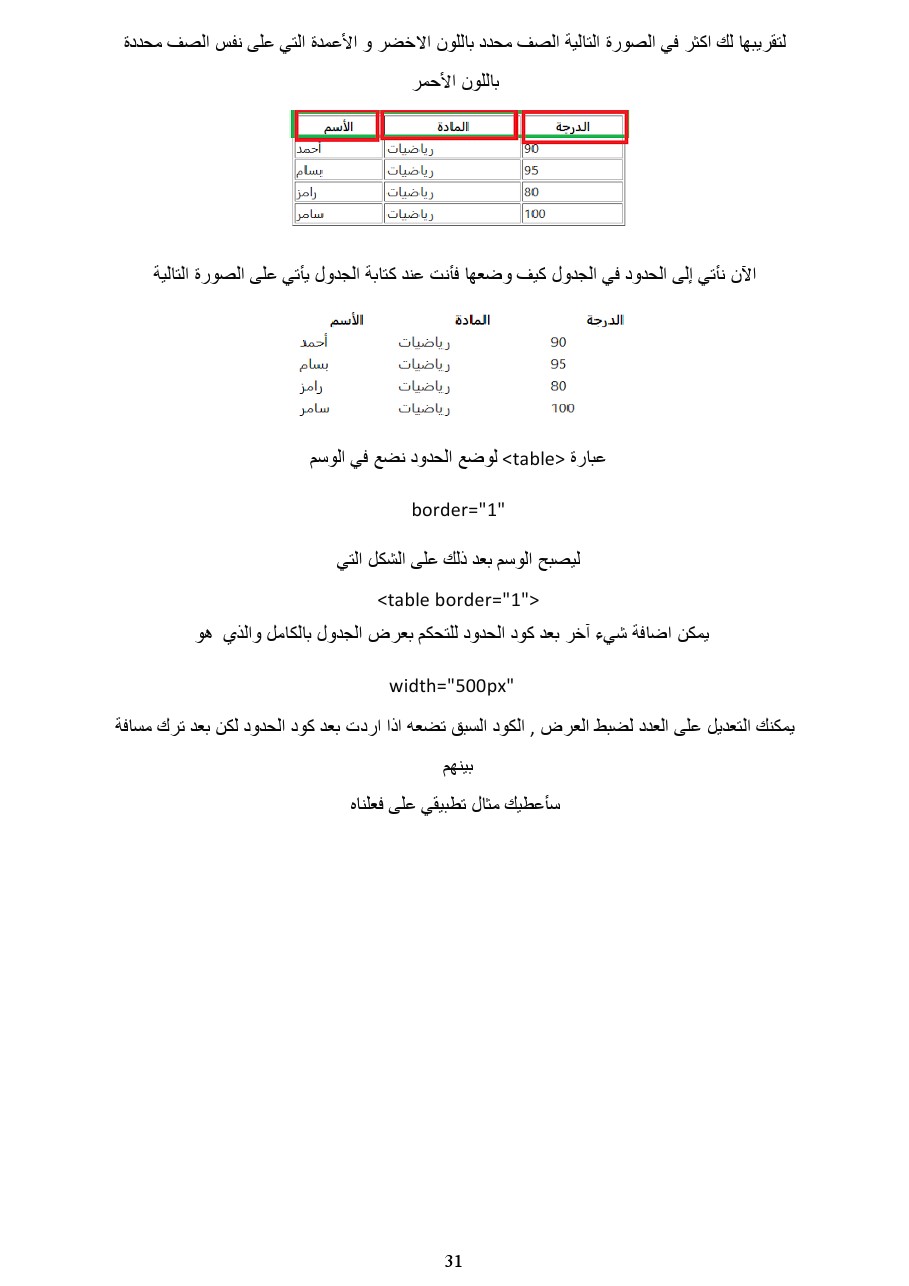 لتقريبها لك اكثر في الصورة التالية الصف محدد باللون الاخضر و الأعمدة التي على نفس الصف محددة
باللون الأحمر
الأسم المادة الدرجة
أحمد رياضيات 90
بسام رياضيات 95
رامز رياضيات 80
سامر رياضيات 100
الآن نأتي إلى الحدود في الجدول كيف وضعها فأنت عند كتابة الجدول يأتي على الصورة التالية
الأسم المادة الدرجة
أحمد رياضيات 90
بسام رياضيات 95
رامز رياضيات 80
سامر رياضيات 100
عبارة <table> لوضع الحدود نضع في الوسم
border="1"
ليصبح الوسم بعد ذلك على الشكل التي
<table border="1">
يمكن اضافة شيء آخر بعد كود الحدود للتحكم بعرض الجدول بالكامل والذي هو
width="500px"
يمكنك التعديل على العدد لضبط العرض , الكود السبق تضعه اذا اردت بعد كود الحدود لكن بعد ترك مسافة
بينهم
سأعطيك مثال تطبيقي على فعلناه
31